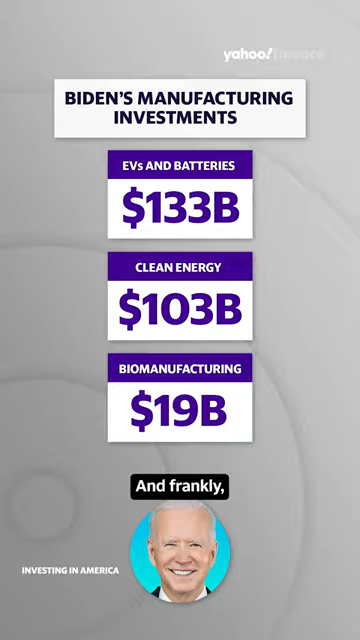 yahoo!finance
BIDEN'S MANUFACTURING
INVESTMENTS
EVs AND BATTERIES
$133B
CLEAN ENERGY
$103B
BIOMANUFACTURING
$19B
And frankly,
INVESTING IN AMERICA